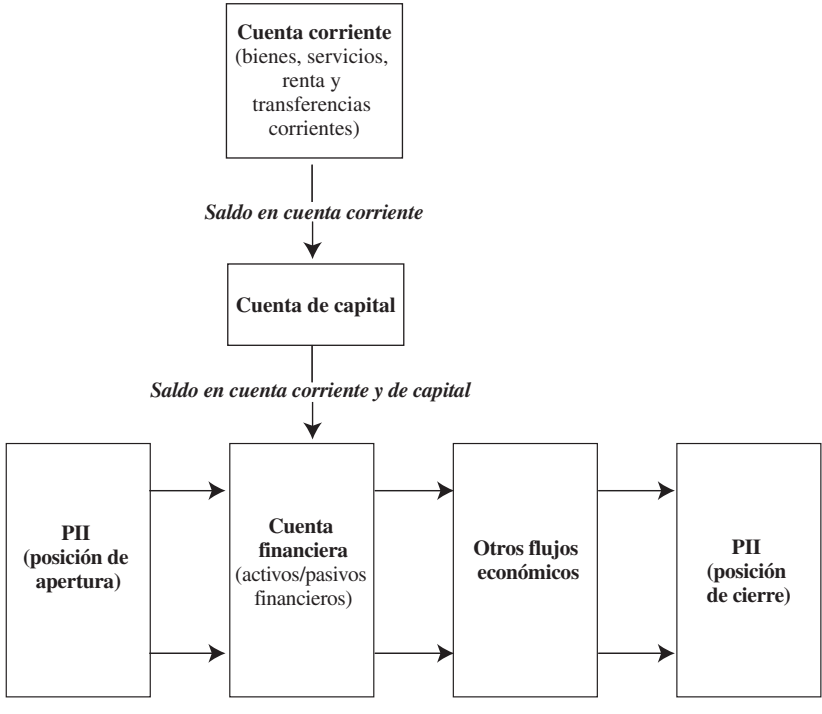 Cuenta corriente
(bienes, servicios,
renta y
transferencias
corrientes)
Saldo en cuenta corriente
Cuenta de capital
Saldo en cuenta corriente y de capital
PII
(posición de
apertura)
Cuenta
financiera
(activos/pasivos
financieros)
Otros flujos
económicos
PII
(posición
de cierre)